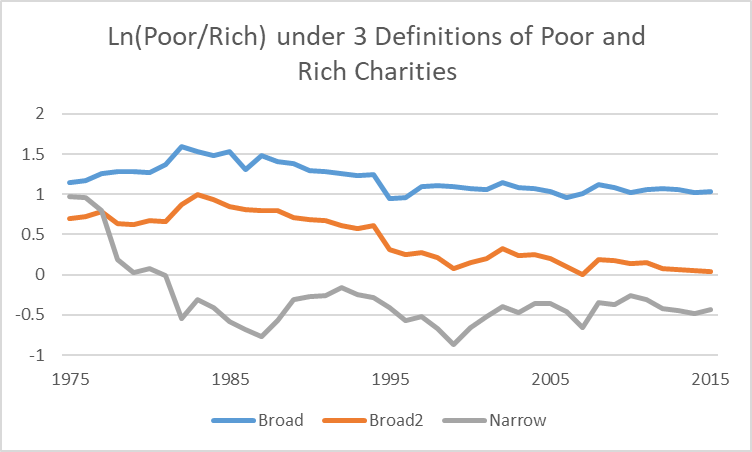 Ln(Poor/Rich) under 3 Definitions of Poor and
Rich Charities
2
1.5
1
0.5
0
-0.5
-1
1975 1985 1995 2005 2015
Broad Broad2 Narrow